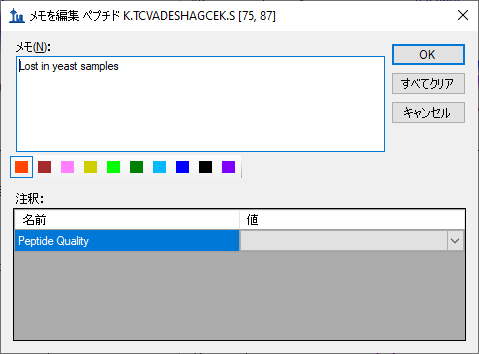 メモを編集 ペプチド K.TCVADESHAGCEK.S [75, 87]
メモ(N):
OK
Lost in yeast samples
すべてクリア
キャンセル
注釈:
名前 値
Peptide Quality